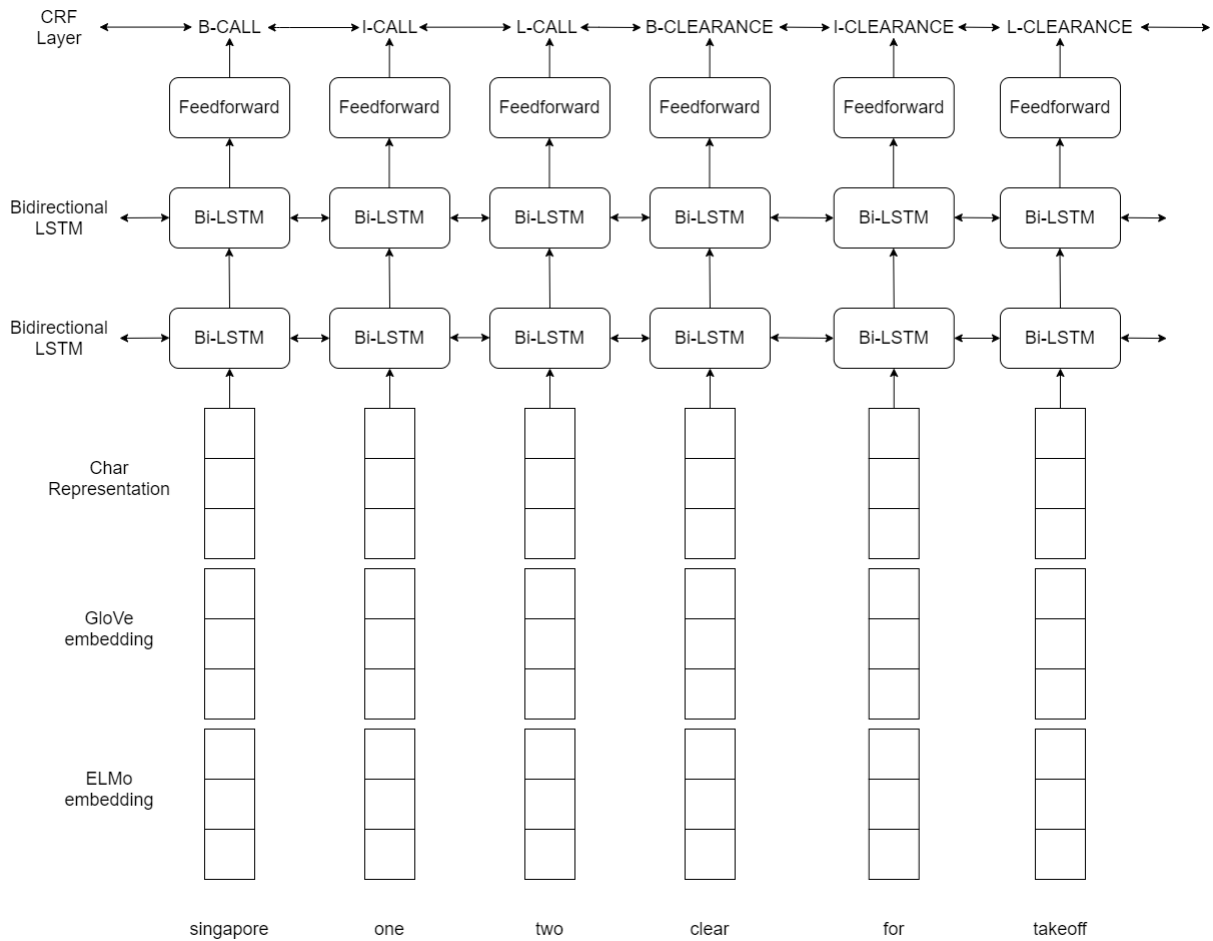 CRF
Layer
B-CALL I-CALL L-CALL B-CLEARANCE I-CLEARANCE L-CLEARANCE
Feedforward Feedforward Feedforward Feedforward Feedforward Feedforward
Bidirectional
LSTM
Bi-LSTM Bi-LSTM Bi-LSTM Bi-LSTM Bi-LSTM Bi-LSTM
Bidirectional
LSTM
Bi-LSTM Bi-LSTM Bi-LSTM Bi-LSTM Bi-LSTM Bi-LSTM
Char
Representation
GloVe
embedding
ELMo
embedding
singapore one two clear for takeoff